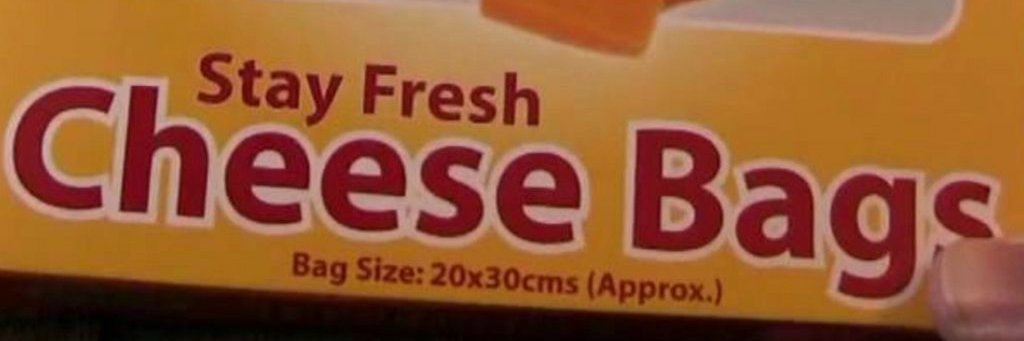 Stay Fresh
Cheese Bags
Bag Size: 20x30cms (Approx.)